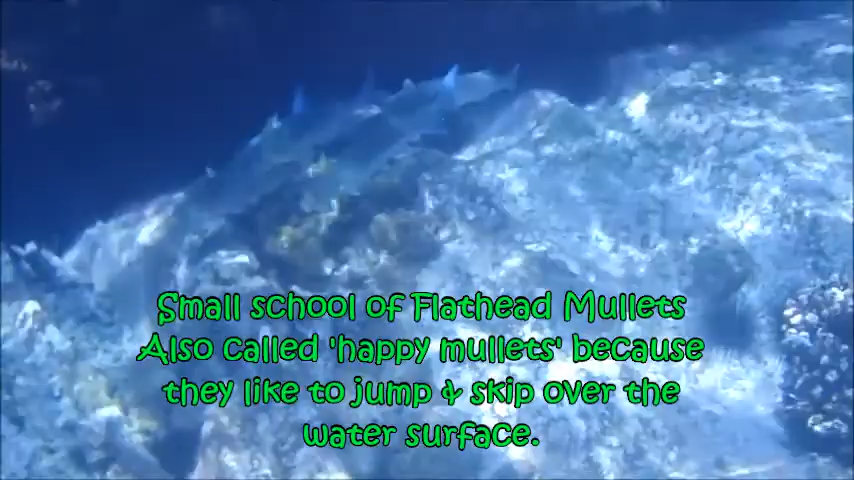 Small school of Flathead Mullets
Also called 'happy mullets' because
they like to jump & skip over the
water surface.